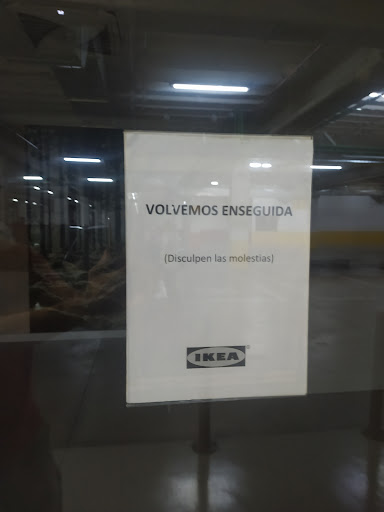 VOLVEMOS ENSEGUIDA
(Disculpen las molestias)
IKEA®